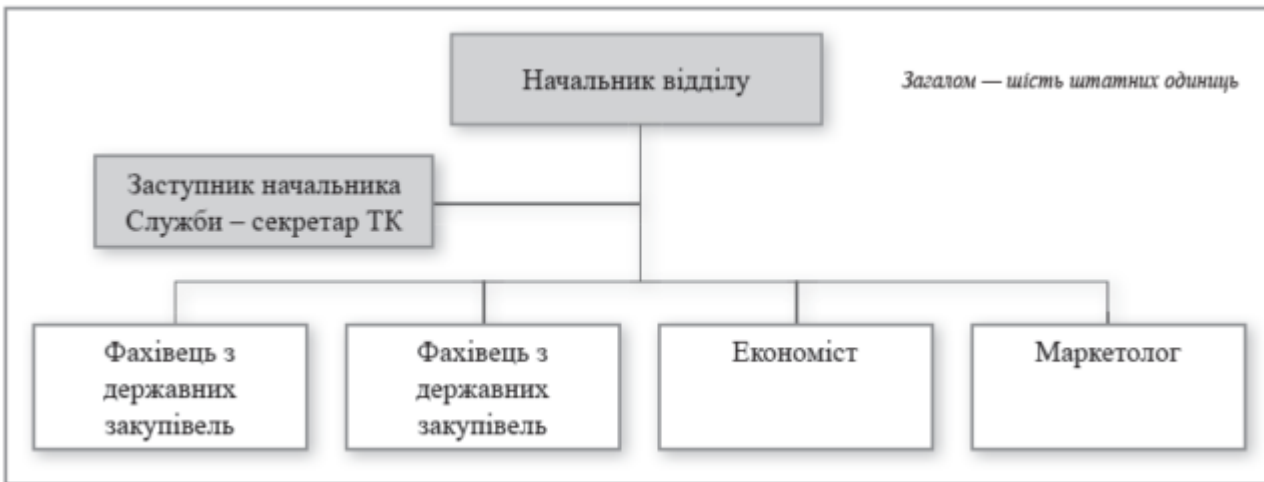 Начальник відділу
Загалом — шість штатних одиниць
Заступник начальника
Служби – секретар ТК
Фахівець з
державних
закупівель
Фахівець з
державних
закупівель
Економіст
Маркетолог